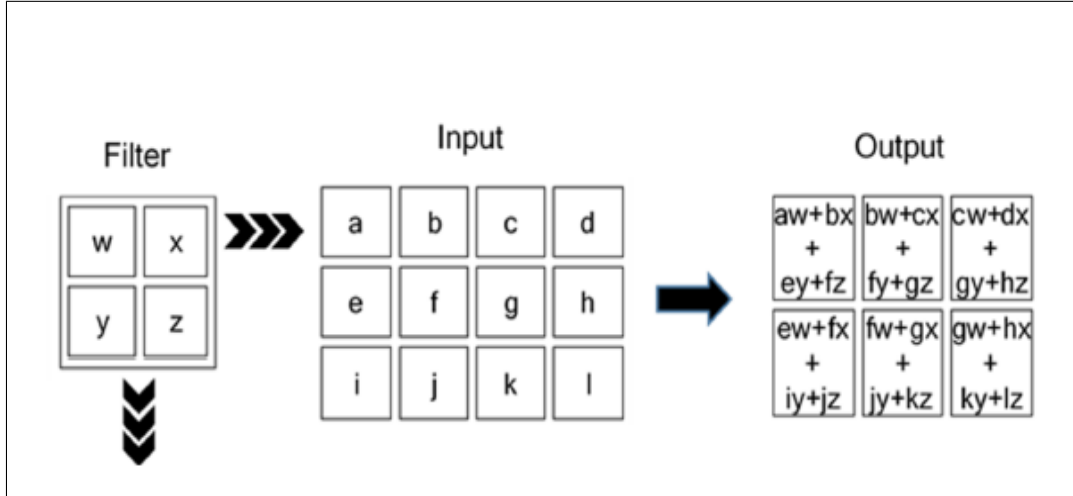 Filter
w x
y z
Input
a b c d
e f g h
i j k l
Output
aw+bx bw+cx cw+dx
+ + +
ey+fz fy+gz gy+hz
ew+fx fw+gx gw+hx
+ + +
iy+jz jy+kz ky+lz